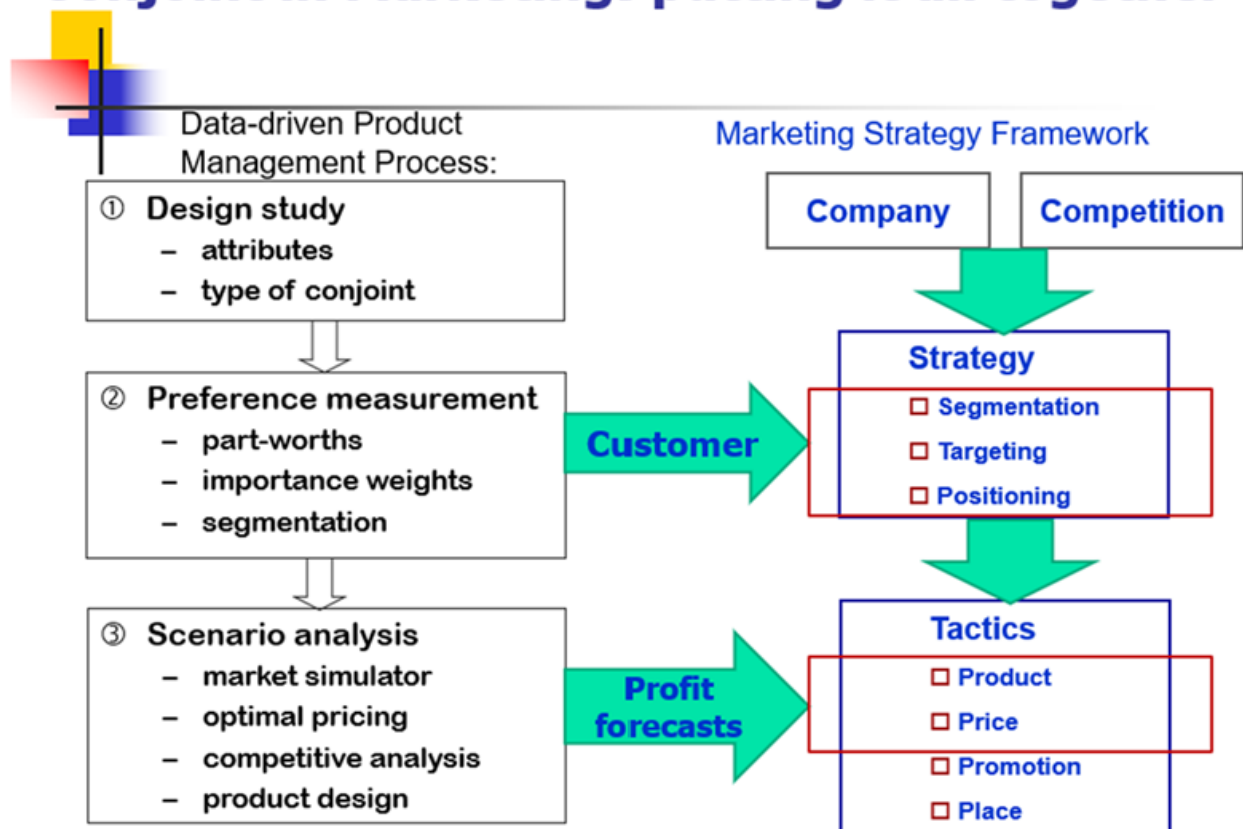 Data-driven Product
Management Process:
① Design study
– attributes
– type of conjoint
② Preference measurement
– part-worths
– importance weights
– segmentation
③ Scenario analysis
– market simulator
– optimal pricing
– competitive analysis
– product design
Customer
Profit
forecasts
Marketing Strategy Framework
Company
Competition
Strategy
Segmentation
Targeting
Positioning
Tactics
Product
Price
Promotion
Place